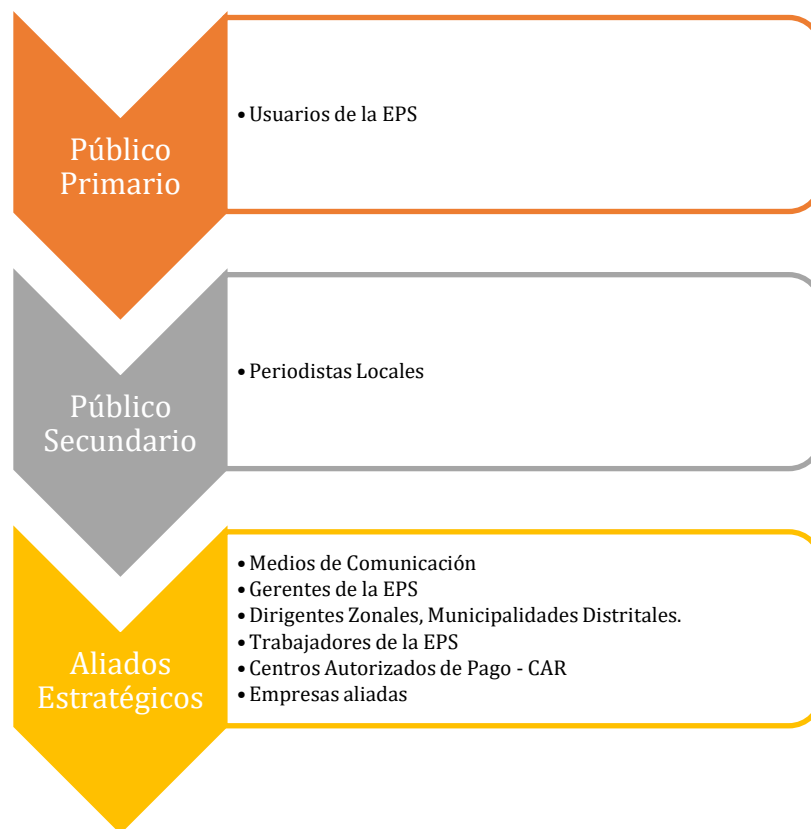 Público
Primario
• Usuarios de la EPS
Público
Secundario
• Periodistas Locales
Aliados
Estratégicos
• Medios de Comunicación
• Gerentes de la EPS
• Dirigentes Zonales, Municipalidades Distritales.
• Trabajadores de la EPS
• Centros Autorizados de Pago - CAR
• Empresas aliadas